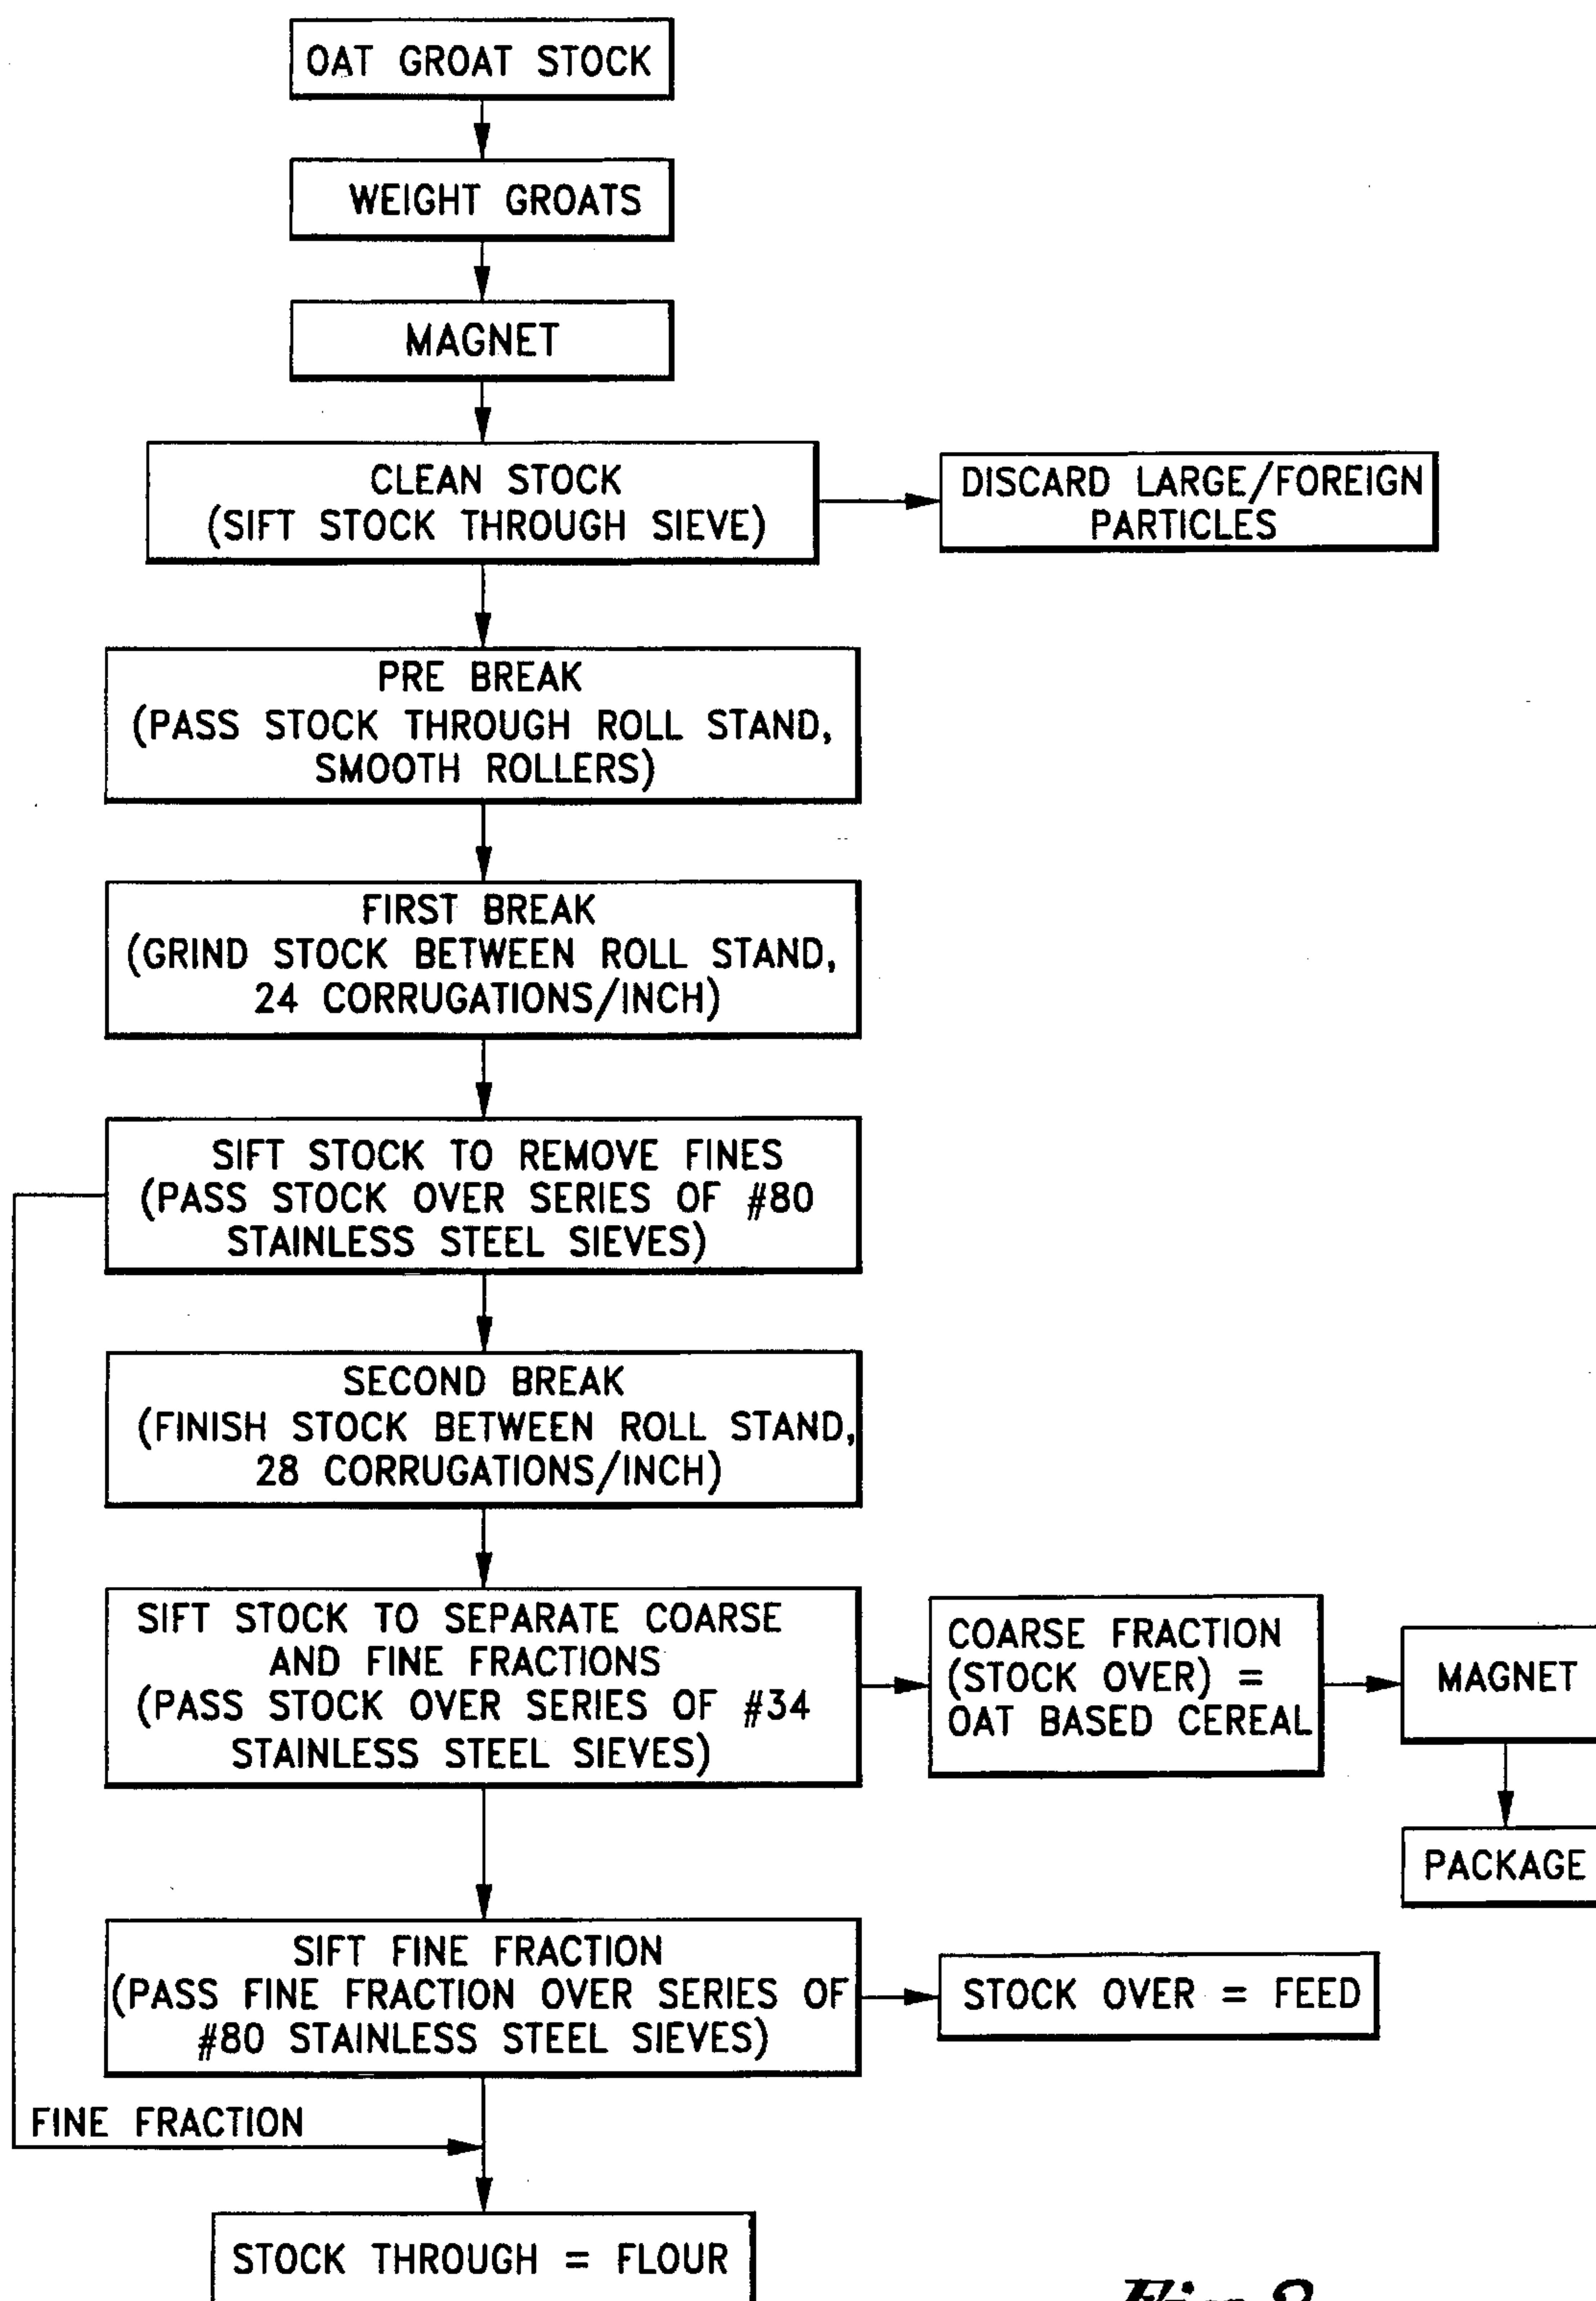 OAT GROAT STOCK
WEIGHT GROATS
MAGNET
CLEAN STOCK
(SIFT STOCK THROUGH SIEVE)
DISCARD LARGE/FOREIGN
PARTICLES
PRE BREAK
(PASS STOCK THROUGH ROLL STAND,
SMOOTH ROLLERS)
FIRST BREAK
(GRIND STOCK BETWEEN ROLL STAND,
24 CORRUGATIONS/INCH)
SIFT STOCK TO REMOVE FINES
(PASS STOCK OVER SERIES OF #80
STAINLESS STEEL SIEVES)
SECOND BREAK
(FINISH STOCK BETWEEN ROLL STAND,
28 CORRUGATIONS/INCH)
SIFT STOCK TO SEPARATE COARSE
AND FINE FRACTIONS
(PASS STOCK OVER SERIES OF #34
STAINLESS STEEL SIEVES)
COARSE FRACTION
(STOCK OVER) =
OAT BASED CEREAL
MAGNET
PACKAGE
SIFT FINE FRACTION
(PASS FINE FRACTION OVER SERIES OF
#80 STAINLESS STEEL SIEVES)
STOCK OVER = FEED
FINE FRACTION
STOCK THROUGH = FLOUR